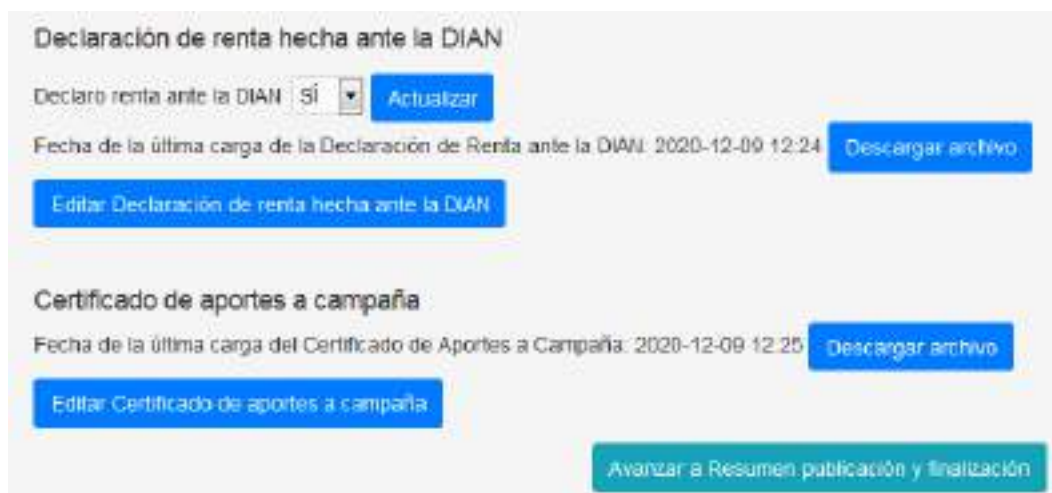 Declaración de renta hecha ante la DIAN
Declaro renta ante la DIAN SÍ Actualizar
Fecha de la última carga de la Declaración de Renta ante la DIAN: 2020-12-09 12:24 Descargar archivo
Editar Declaración de renta hecha ante la DIAN
Certificado de aportes a campaña
Fecha de la última carga del Certificado de Aportes a Campaña: 2020-12-09 12:25 Descargar archivo
Editar Certificado de aportes a campaña
Avanzar a Resumen publicación y finalización